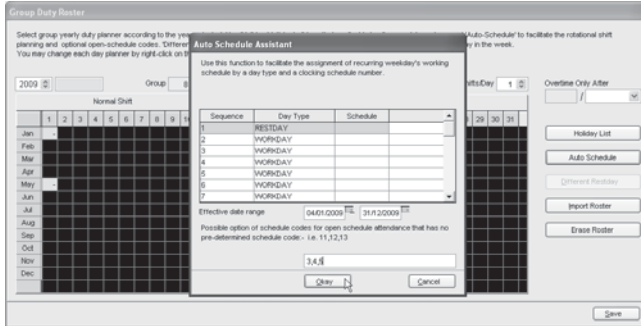 Group Duty Roster
Select group yearly duty planner according to the yea
'Auto-Schedule' to facilitate the rotational shift
planning and optional open-schedule codes. 'Differen
ay in the week.
You may change each day planner by right-click on th
2009
Group
8
hifts/Day 1
Overtime Only After
/
Normal Shift
1 2 3 4 5 6 7 8 9 29 30 31
Jan -
Feb
Mar
Apr
May -
Jun
Jul
Aug
Sep
Oct
Nov
Dec
Holiday List
Auto Schedule
Different Restday
Import Roster
Erase Roster
Save
Auto Schedule Assistant
Use this function to facilitate the assignment of recurring weekday's working
schedule by a day type and a clocking schedule number.
Sequence Day Type Schedule
1 RESTDAY
2 WORKDAY
3 WORKDAY
4 WORKDAY
5 WORKDAY
6 WORKDAY
7 WORKDAY
Effective date range 04/01/2009 31/12/2009
Possible option of schedule codes for open schedule attendance that has no
pre-determined schedule code:- i.e. 11,12,13
3,4,5
Okay Cancel